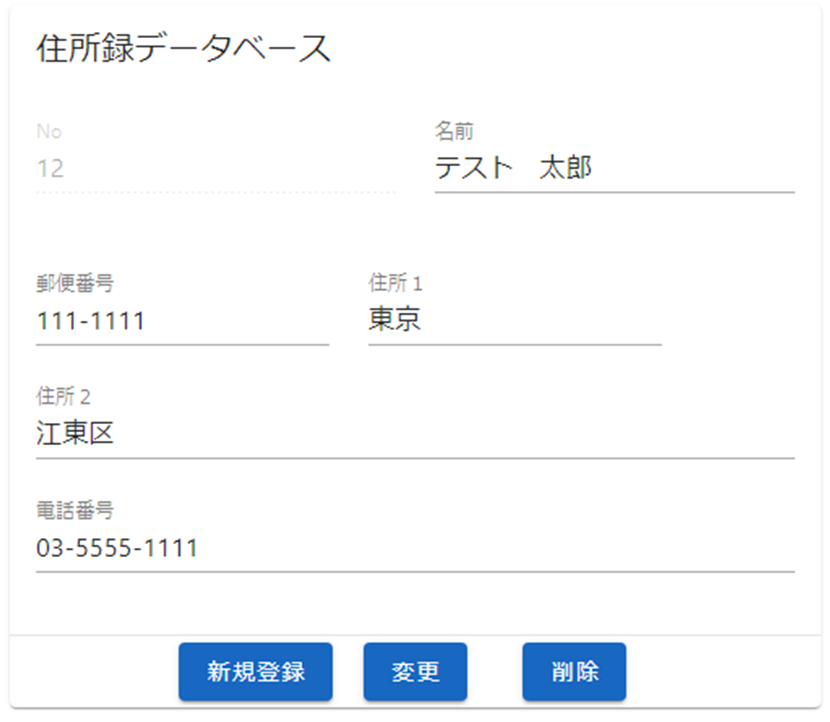 住所録データベース
No 名前
12 テスト　太郎
郵便番号 住所 1
111-1111 東京
住所 2
江東区
電話番号
03-5555-1111
新規登録 変更 削除